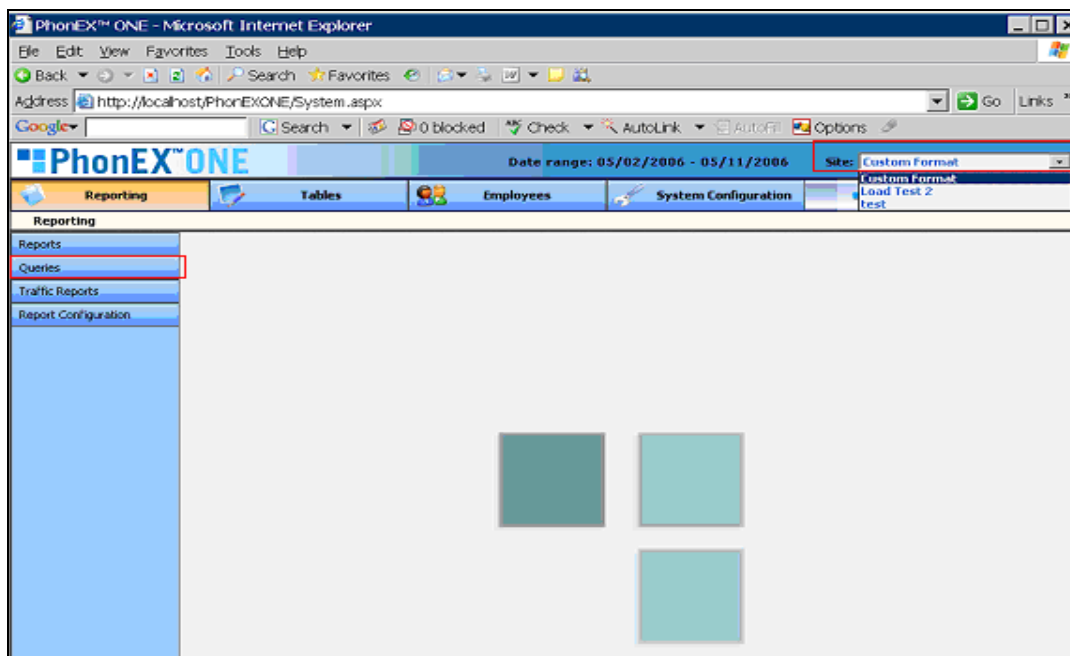 PhonEX™ ONE - Microsoft Internet Explorer
File Edit View Favorites Tools Help
Back Search Favorites
Address http://localhost/PhonEXONE/System.aspx Go Links »
Google Search 0 blocked Check AutoLink AutoFill Options
PhonEX™ONE Date range: 05/02/2006 - 05/11/2006 Site: Custom Format
Custom Format
Load Test 2
test
Reporting Tables Employees System Configuration
Reporting
Reports
Queries
Traffic Reports
Report Configuration